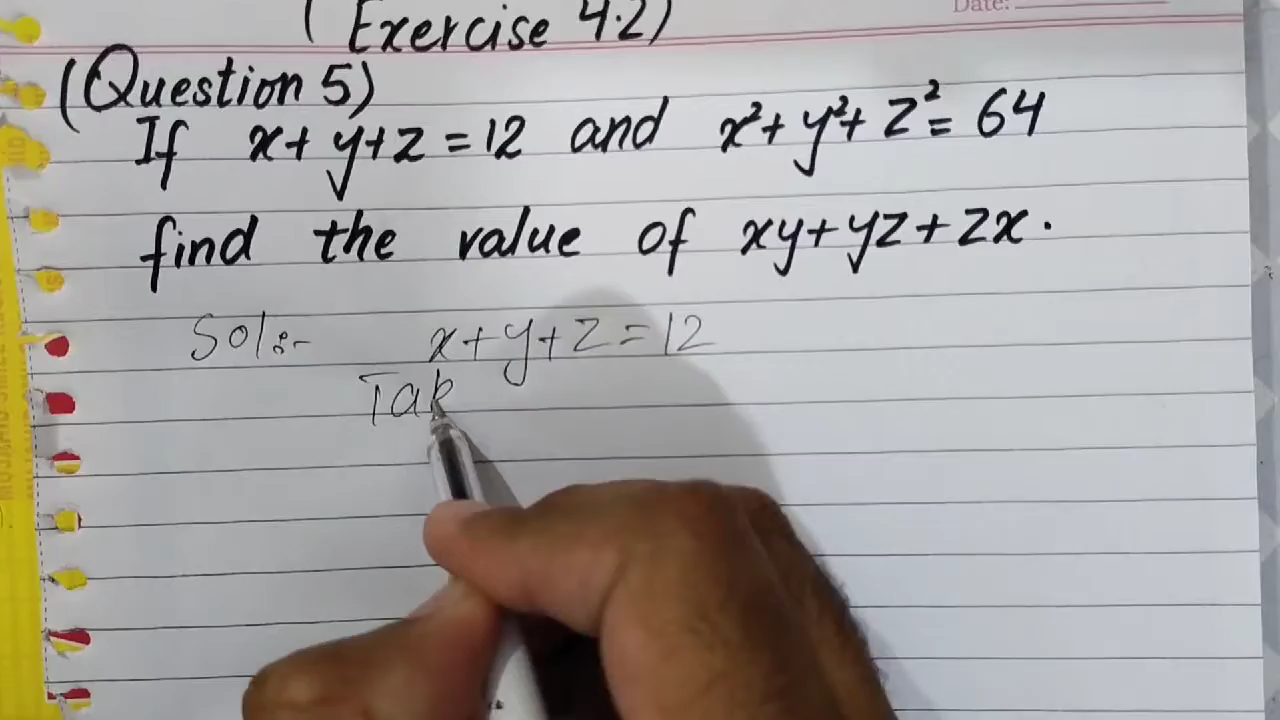 Date:
(Exercise 4.2)
(Question 5)
If x+y+z=12 and x²+y²+z²=64
find the value of xy+yz+zx.
Sol:- x+y+z=12
Tak